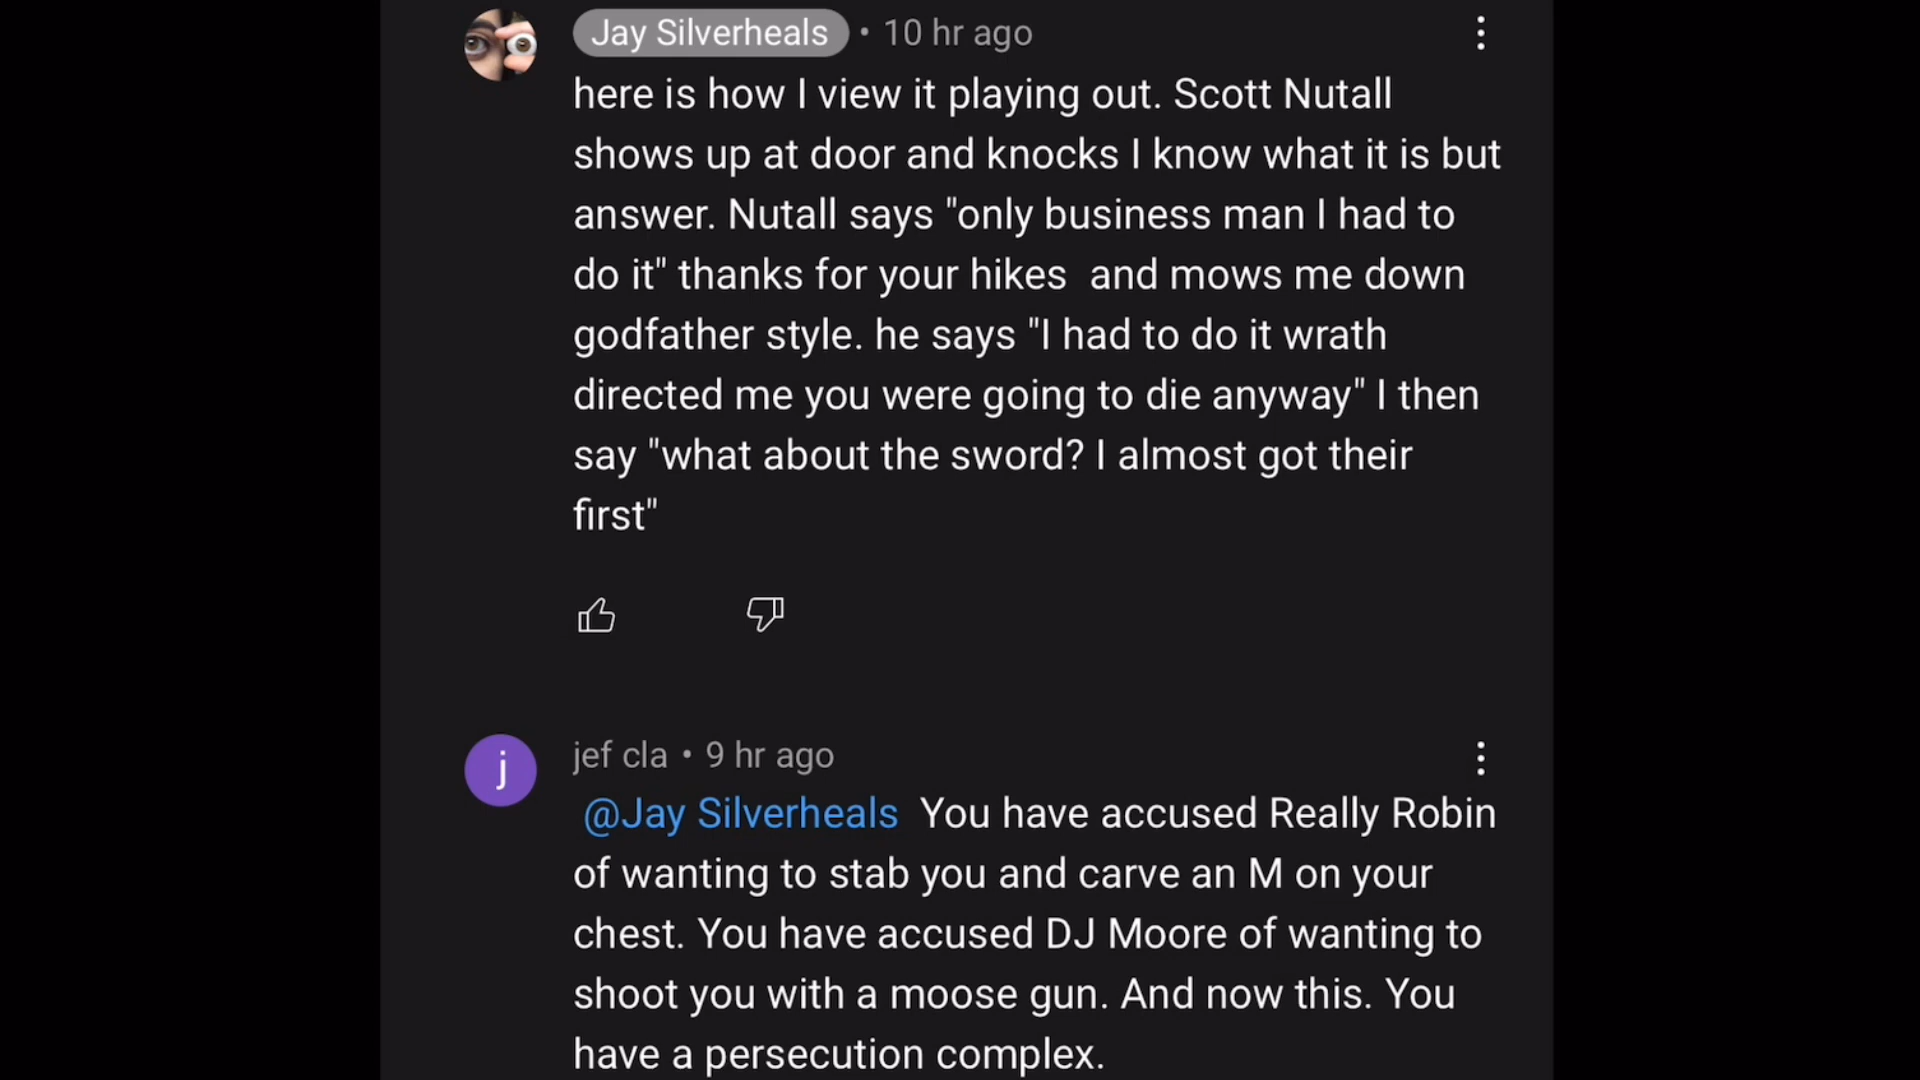 Jay Silverheals • 10 hr ago
here is how I view it playing out. Scott Nutall
shows up at door and knocks I know what it is but
answer. Nutall says "only business man I had to
do it" thanks for your hikes  and mows me down
godfather style. he says "I had to do it wrath
directed me you were going to die anyway" I then
say "what about the sword? I almost got their
first"
j
jef cla • 9 hr ago
@Jay Silverheals  You have accused Really Robin
of wanting to stab you and carve an M on your
chest. You have accused DJ Moore of wanting to
shoot you with a moose gun. And now this. You
have a persecution complex.